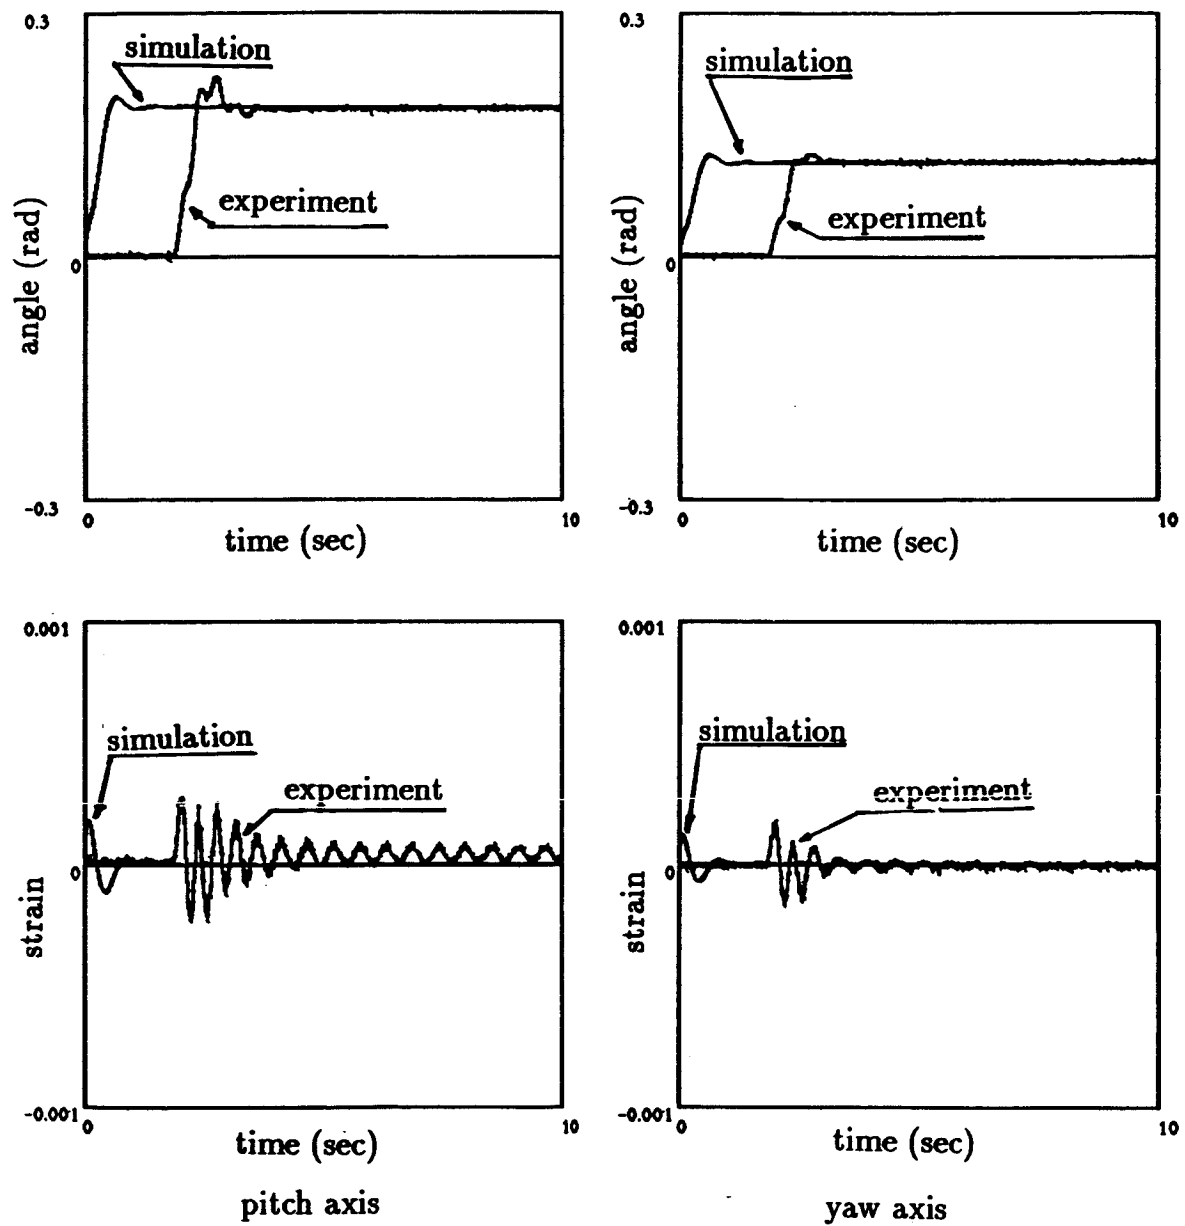 0.3
simulation
experiment
angle (rad)
0
-0.3
0
10
time (sec)
0.3
simulation
experiment
angle (rad)
0
-0.3
0
10
time (sec)
0.001
simulation
experiment
strain
0
-0.001
0
10
time (sec)
pitch axis
0.001
simulation
experiment
strain
0
-0.001
0
10
time (sec)
yaw axis